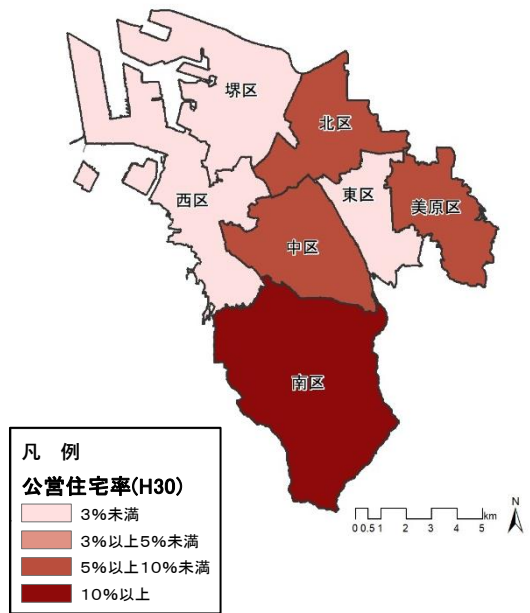 堺区
北区
西区
東区
美原区
中区
南区
凡 例
公営住宅率(H30)
3%未満
3%以上5%未満
5%以上10%未満
10%以上
N
km
0 0.5 1 2 3 4 5